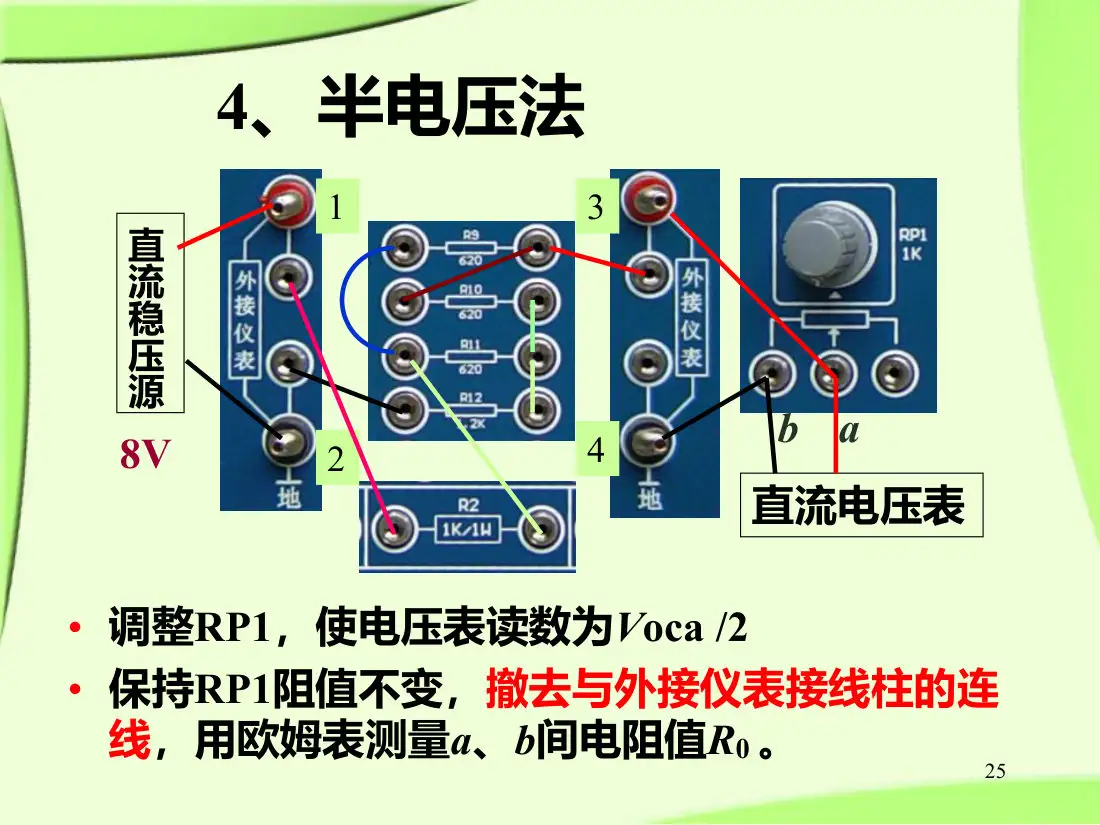 4、半电压法
1
3
直流稳压源
8V
外接仪表
R9
620
R10
620
R11
620
R12
.2K
2
地
R2
1K/1W
外接仪表
4
地
RP1
1K
b
a
直流电压表
• 调整RP1，使电压表读数为Voca /2
• 保持RP1阻值不变，撤去与外接仪表接线柱的连
线，用欧姆表测量a、b间电阻值R0 。
25